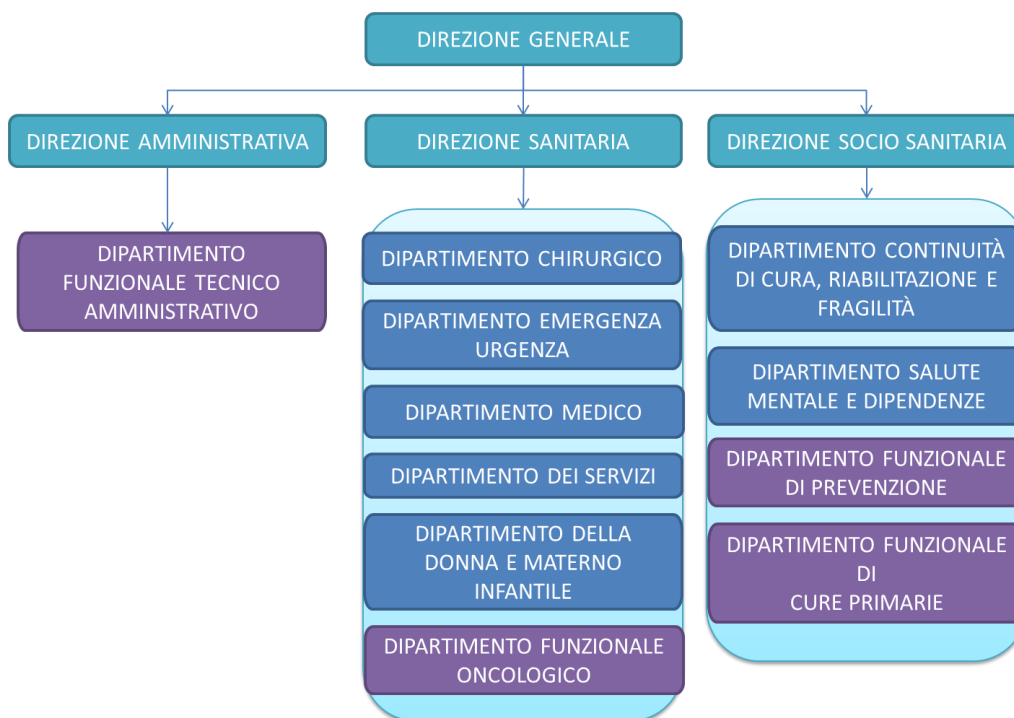 DIREZIONE GENERALE
DIREZIONE AMMINISTRATIVA
DIREZIONE SANITARIA
DIREZIONE SOCIO SANITARIA
DIPARTIMENTO
FUNZIONALE TECNICO
AMMINISTRATIVO
DIPARTIMENTO CHIRURGICO
DIPARTIMENTO EMERGENZA
URGENZA
DIPARTIMENTO MEDICO
DIPARTIMENTO DEI SERVIZI
DIPARTIMENTO DELLA
DONNA E MATERNO
INFANTILE
DIPARTIMENTO FUNZIONALE
ONCOLOGICO
DIPARTIMENTO CONTINUITÀ
DI CURA, RIABILITAZIONE E
FRAGILITÀ
DIPARTIMENTO SALUTE
MENTALE E DIPENDENZE
DIPARTIMENTO FUNZIONALE
DI PREVENZIONE
DIPARTIMENTO FUNZIONALE
DI
CURE PRIMARIE